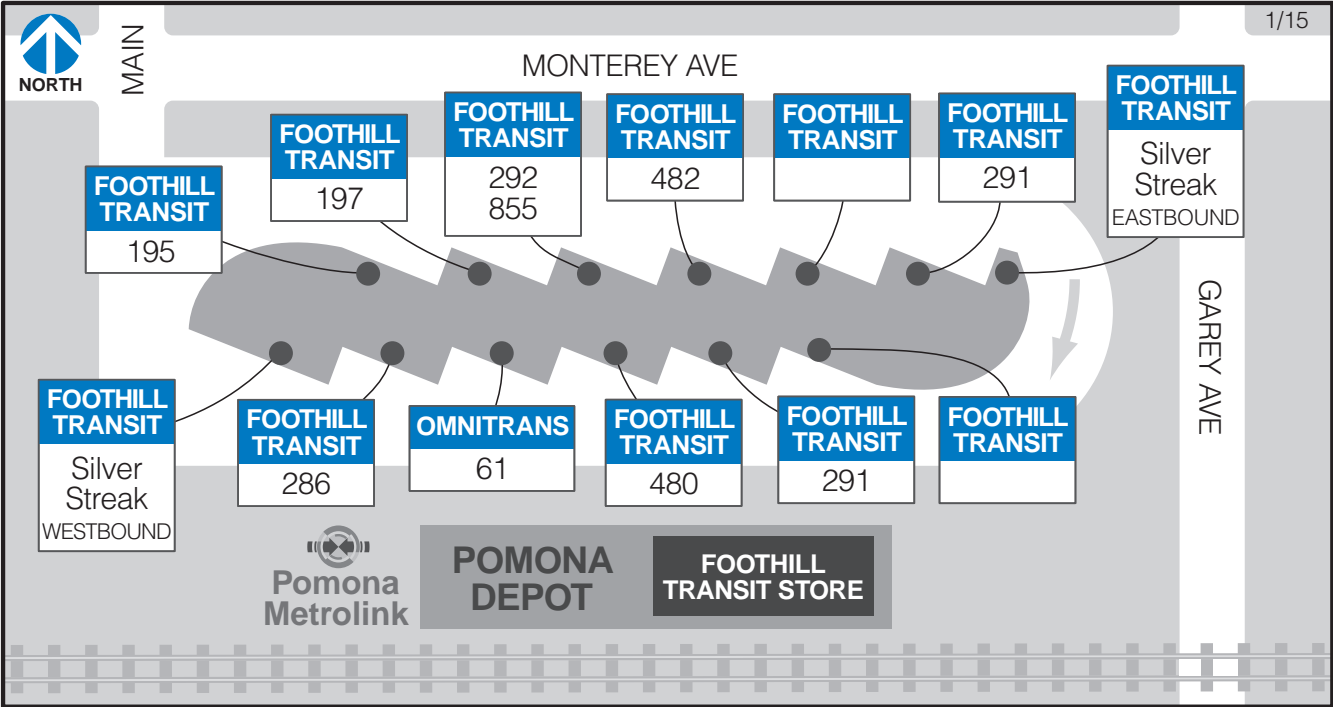 1/15
NORTH
MAIN
MONTEREY AVE
FOOTHILL
TRANSIT
195
FOOTHILL
TRANSIT
197
FOOTHILL
TRANSIT
292
855
FOOTHILL
TRANSIT
482
FOOTHILL
TRANSIT
FOOTHILL
TRANSIT
291
FOOTHILL
TRANSIT
Silver
Streak
EASTBOUND
GAREY AVE
FOOTHILL
TRANSIT
Silver
Streak
WESTBOUND
FOOTHILL
TRANSIT
286
OMNITRANS
61
FOOTHILL
TRANSIT
480
FOOTHILL
TRANSIT
291
FOOTHILL
TRANSIT
Pomona
Metrolink
POMONA
DEPOT
FOOTHILL
TRANSIT STORE